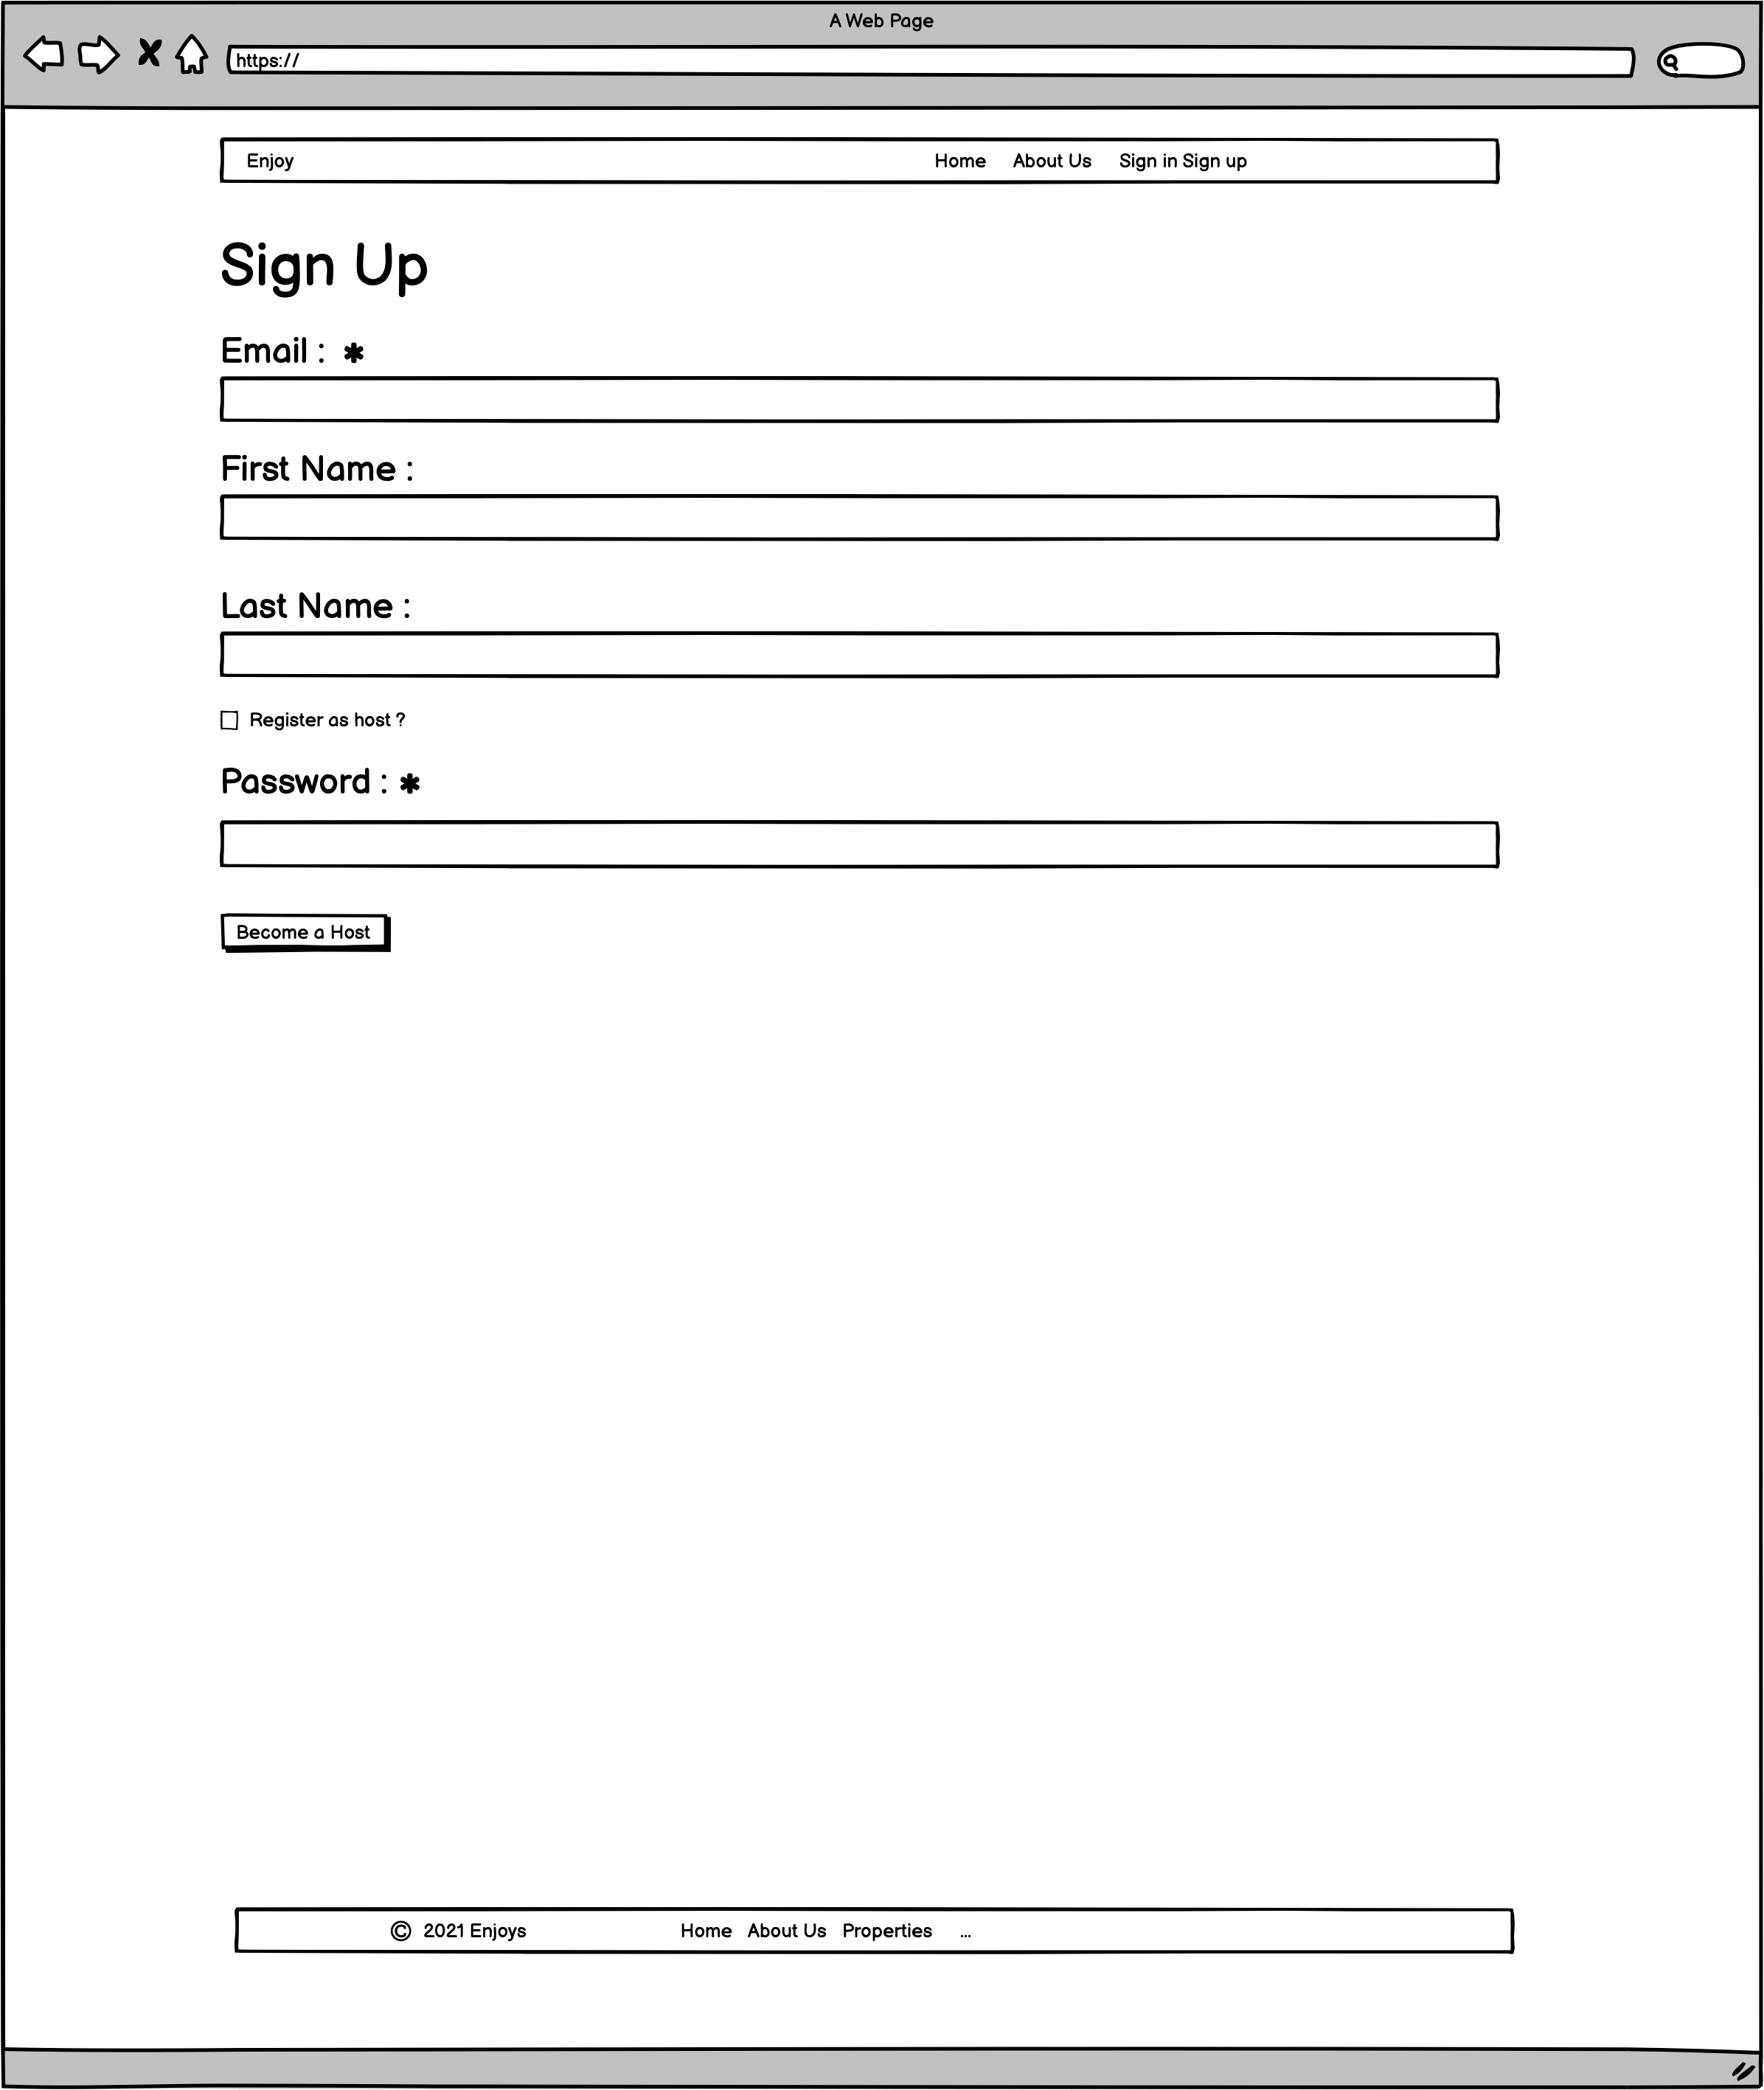 A Web Page
https://
Enjoy Home About Us Sign in Sign up
Sign Up
Email : *
First Name :
Last Name :
Register as host ?
Password : *
Become a Host
© 2021 Enjoys Home About Us Properties ...